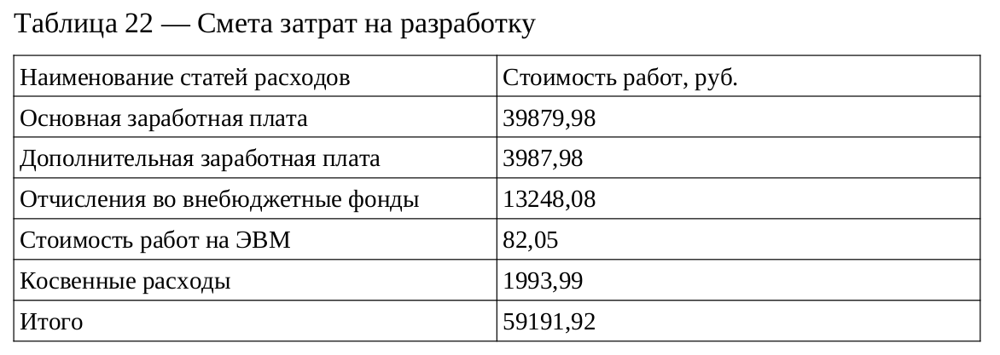 Таблица 22 — Смета затрат на разработку
Наименование статей расходов Стоимость работ, руб.
Основная заработная плата 39879,98
Дополнительная заработная плата 3987,98
Отчисления во внебюджетные фонды 13248,08
Стоимость работ на ЭВМ 82,05
Косвенные расходы 1993,99
Итого 59191,92